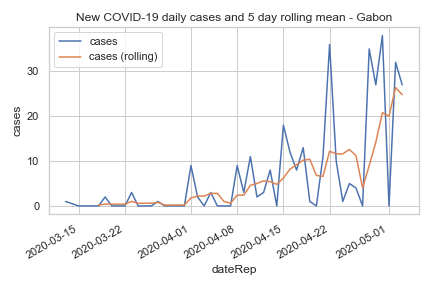 New COVID-19 daily cases and 5 day rolling mean - Gabon
cases
cases (rolling)
30
20
10
0
cases
2020-03-15
2020-03-22
2020-04-01
2020-04-08
2020-04-15
2020-04-22
2020-05-01
dateRep